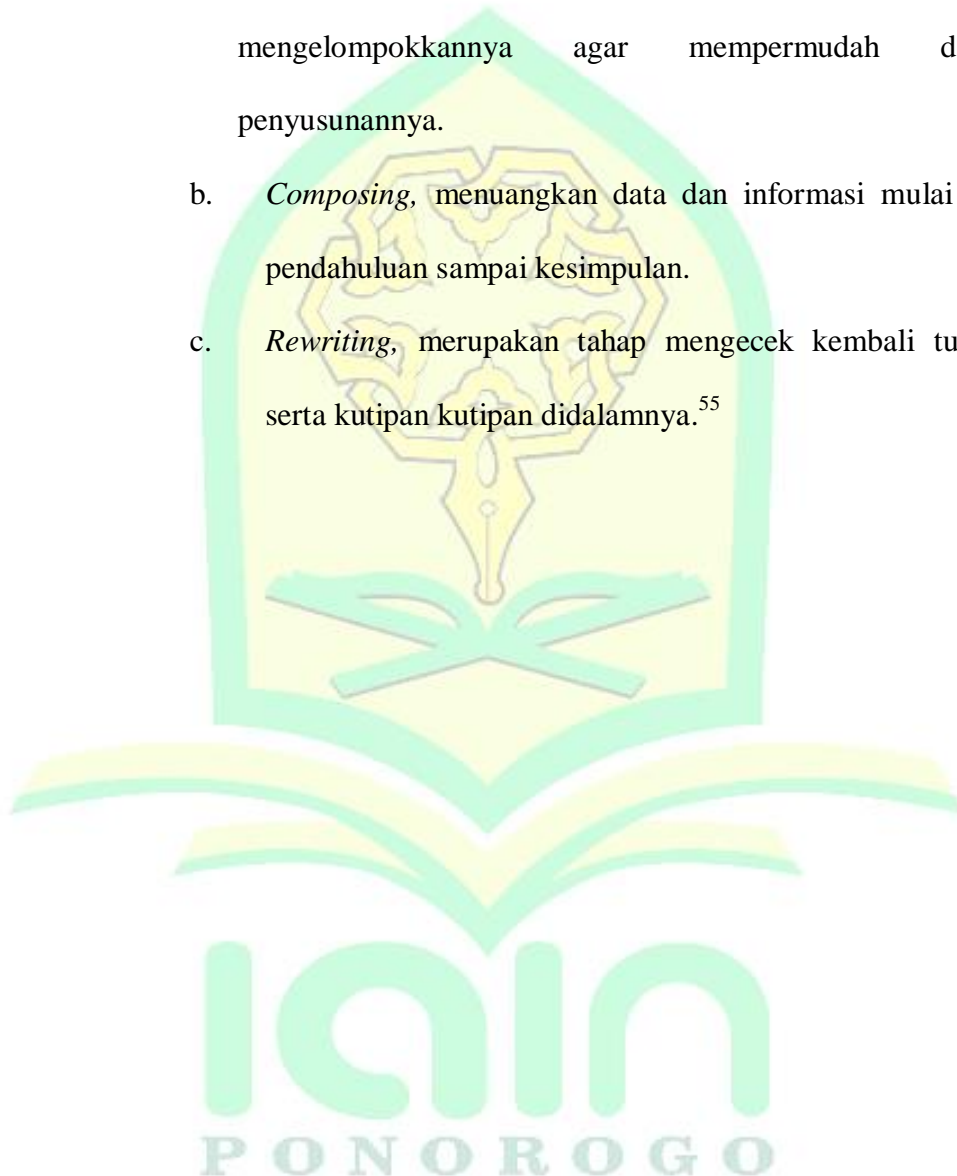 mengelompokkannya agar mempermudah d
penyusunannya.
b. Composing, menuangkan data dan informasi mulai
pendahuluan sampai kesimpulan.
c. Rewriting, merupakan tahap mengecek kembali tu
serta kutipan kutipan didalamnya.55
iain
PONOROGO